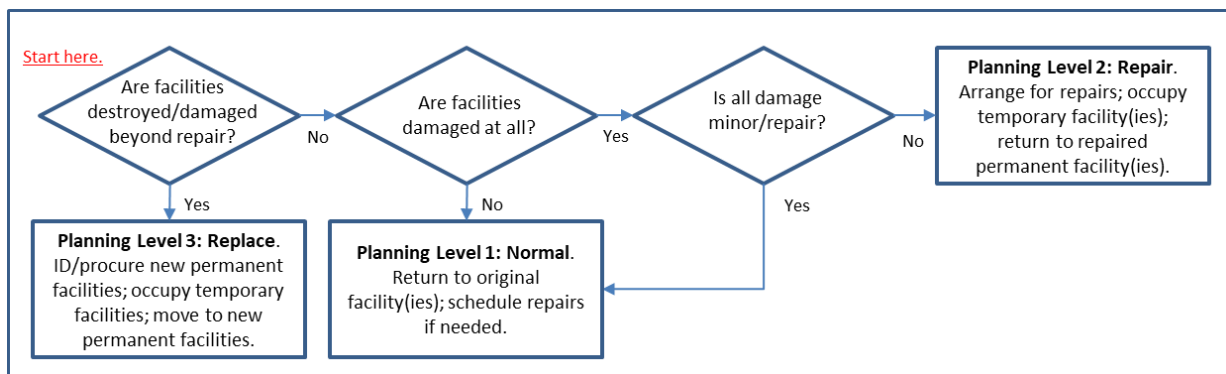 Start here.
Are facilities
destroyed/damaged
beyond repair?
No
Are facilities
damaged at all?
Yes
Is all damage
minor/repair?
No
Planning Level 2: Repair.
Arrange for repairs; occupy
temporary facility(ies);
return to repaired
permanent facility(ies).
Yes
No
Yes
Planning Level 3: Replace.
ID/procure new permanent
facilities; occupy temporary
facilities; move to new
permanent facilities.
Planning Level 1: Normal.
Return to original
facility(ies); schedule repairs
if needed.